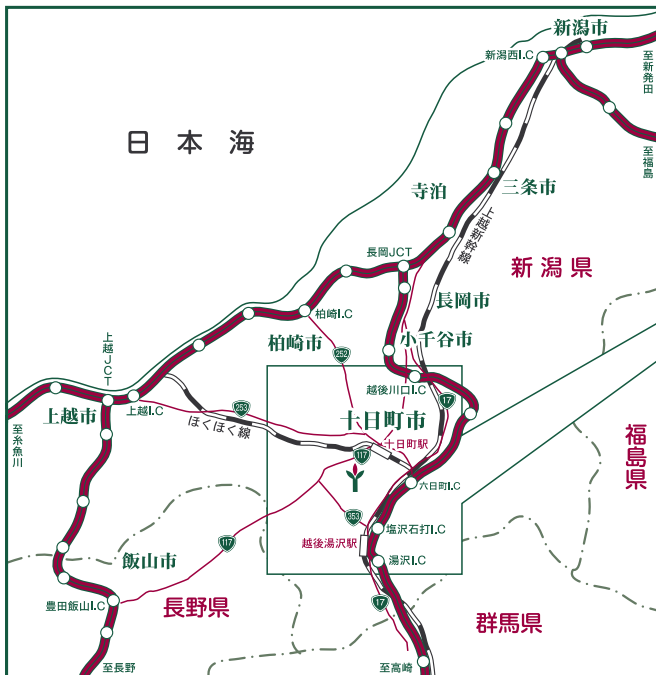 新潟市
新潟西I.C
至新発田
日本海
至福島
寺泊
三条市
上越新幹線
長岡JCT
新潟県
長岡市
柏崎I.C
小千谷市
柏崎市
上越JCT
252
越後川口I.C
上越I.C
253
17
上越市
十日町市
ほくほく線
十日町駅
至糸魚川
117
福島県
六日町I.C
353
塩沢石打I.C
117
越後湯沢駅
飯山市
湯沢I.C
豊田飯山I.C
長野県
17
群馬県
至長野
至高崎